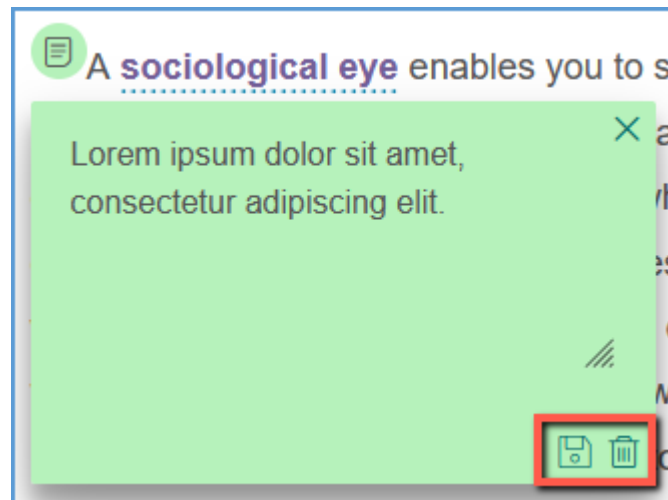 A sociological eye enables you to s
Lorem ipsum dolor sit amet,
consectetur adipiscing elit.